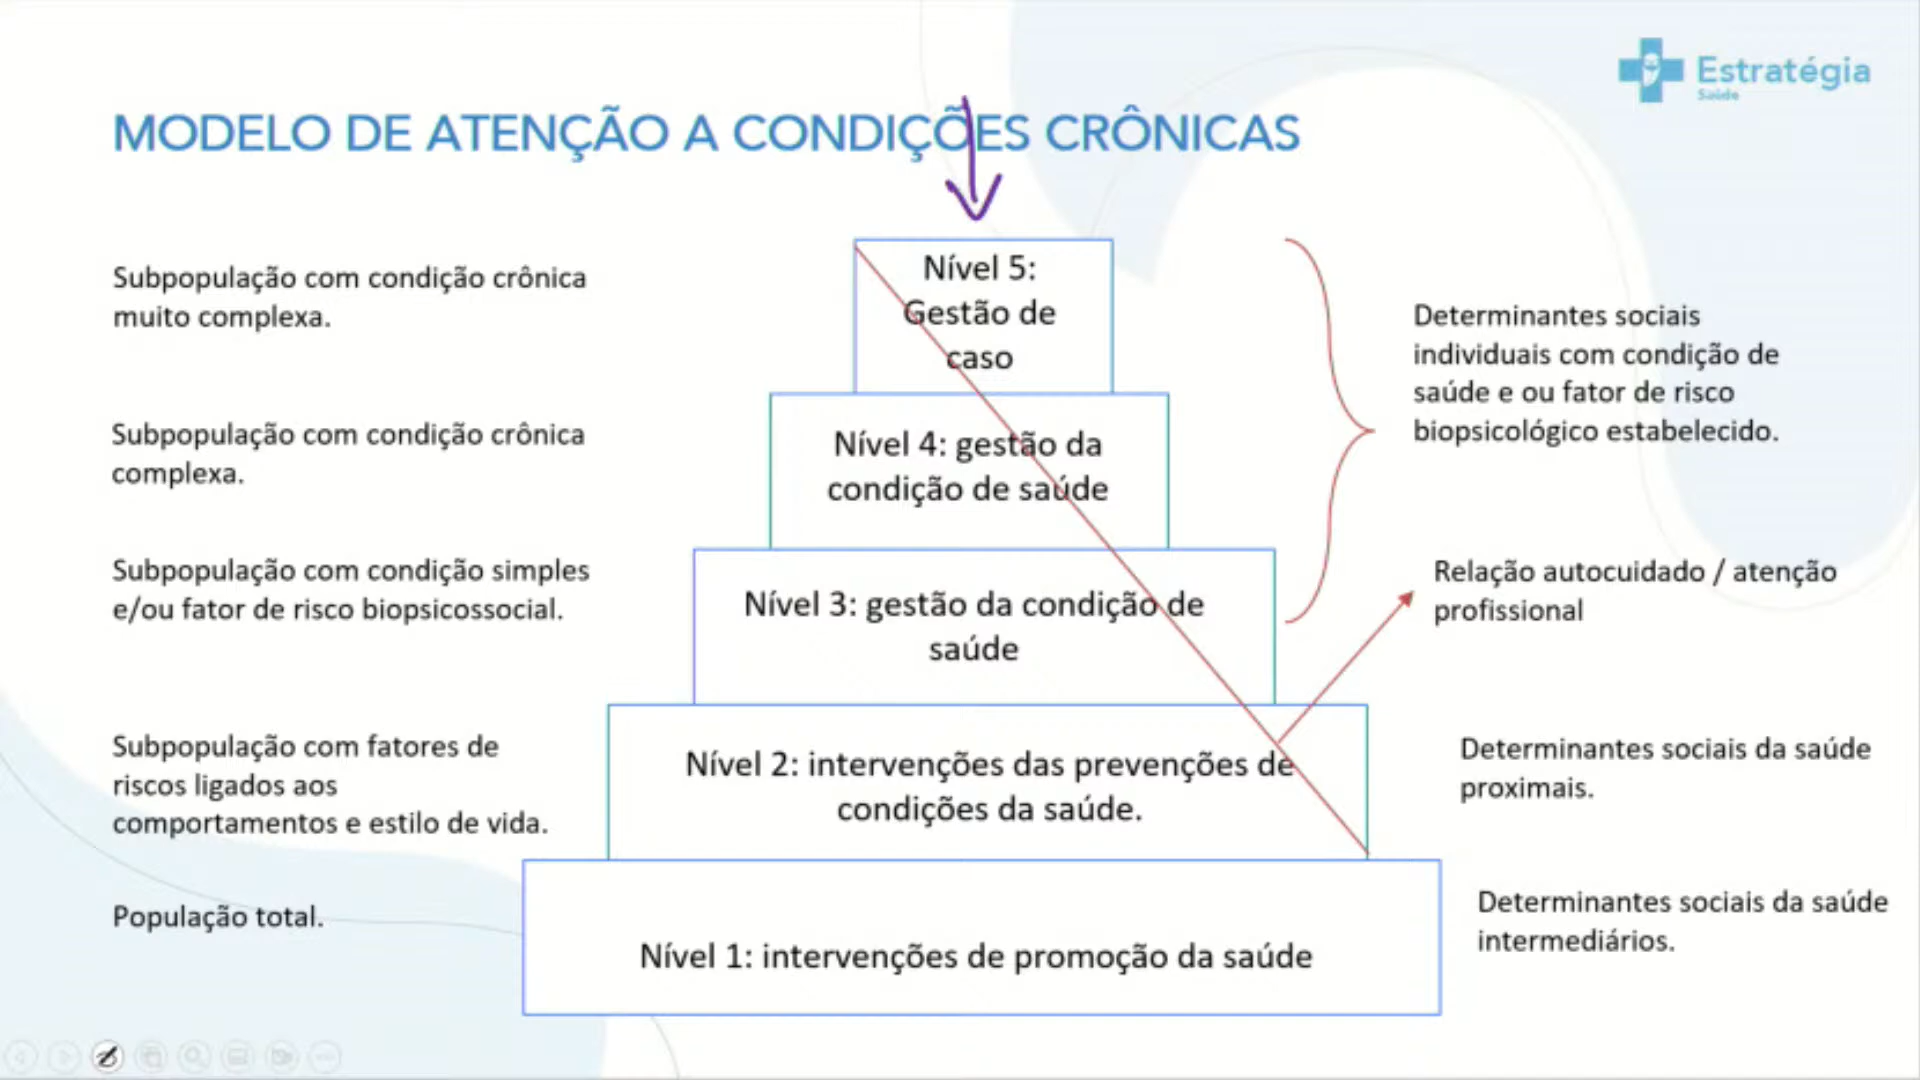 Estratégia
Saúde
MODELO DE ATENÇÃO A CONDIÇÕES CRÔNICAS
Subpopulação com condição crônica
muito complexa.
Nível 5:
Gestão de
caso
Determinantes sociais
individuais com condição de
saúde e ou fator de risco
biopsicológico estabelecido.
Subpopulação com condição crônica
complexa.
Nível 4: gestão da
condição de saúde
Subpopulação com condição simples
e/ou fator de risco biopsicossocial.
Nível 3: gestão da condição de
saúde
Relação autocuidado / atenção
profissional
Subpopulação com fatores de
riscos ligados aos
comportamentos e estilo de vida.
Nível 2: intervenções das prevenções de
condições da saúde.
Determinantes sociais da saúde
proximais.
População total.
Nível 1: intervenções de promoção da saúde
Determinantes sociais da saúde
intermediários.